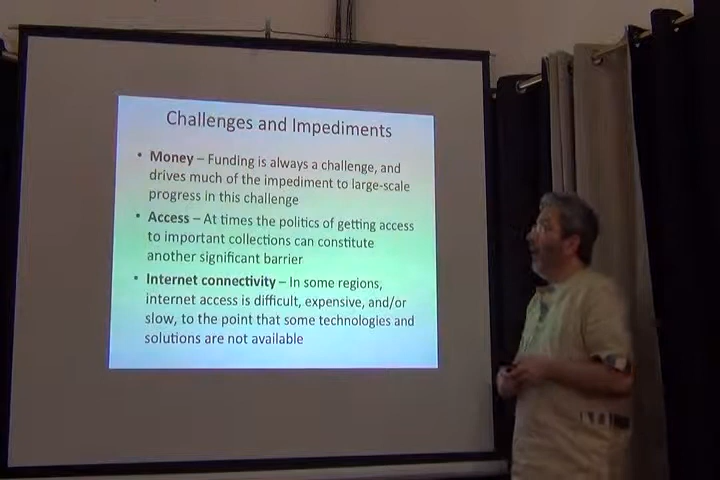 Challenges and Impediments
• Money – Funding is always a challenge, and
drives much of the impediment to large-scale
progress in this challenge
• Access – At times the politics of getting access
to important collections can constitute
another significant barrier
• Internet connectivity – In some regions,
internet access is difficult, expensive, and/or
slow, to the point that some technologies and
solutions are not available